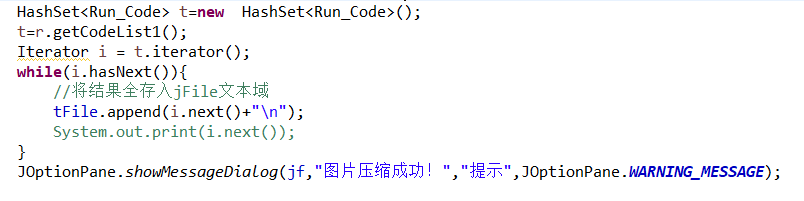 HashSet<Run_Code> t=new  HashSet<Run_Code>();
t=r.getCodeList1();
Iterator i = t.iterator();
while(i.hasNext()){
    //将结果全存入jFile文本域
    tFile.append(i.next()+"\n");
    System.out.print(i.next());
}
JOptionPane.showMessageDialog(jf,"图片压缩成功！","提示",JOptionPane.WARNING_MESSAGE);